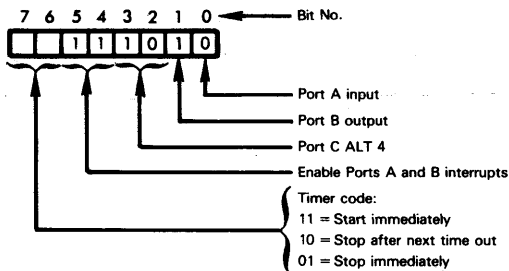 7 6 5 4 3 2 1 0 Bit No.
1 1 1 0 1 0
Port A input
Port B output
Port C ALT 4
Enable Ports A and B interrupts
Timer code:
11 = Start immediately
10 = Stop after next time out
01 = Stop immediately